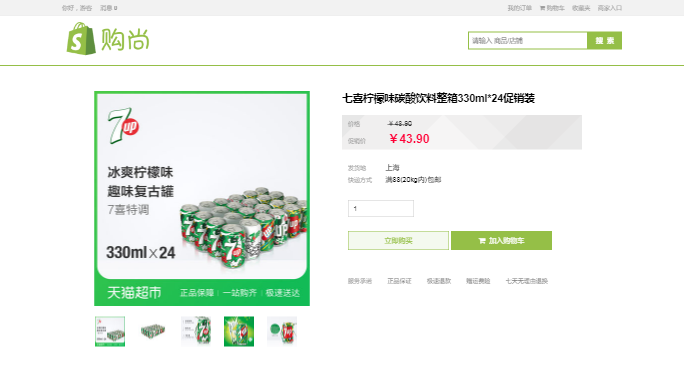 你好，游客 消息 0
我的订单 购物车 收藏夹 商家入口
购尚
请输入 商品/店铺
搜 索
七喜柠檬味碳酸饮料整箱330ml*24促销装
价格 ￥43.90
促销价 ￥43.90
发货地 上海
快递方式 满88(20kg内)包邮
1
立即购买 加入购物车
服务承诺 正品保证 极速退款 赠运费险 七天无理由退换
7up
冰爽柠檬味
趣味复古罐
7喜特调
330ml×24
天猫超市 正品保障 | 一站购齐 | 极速送达